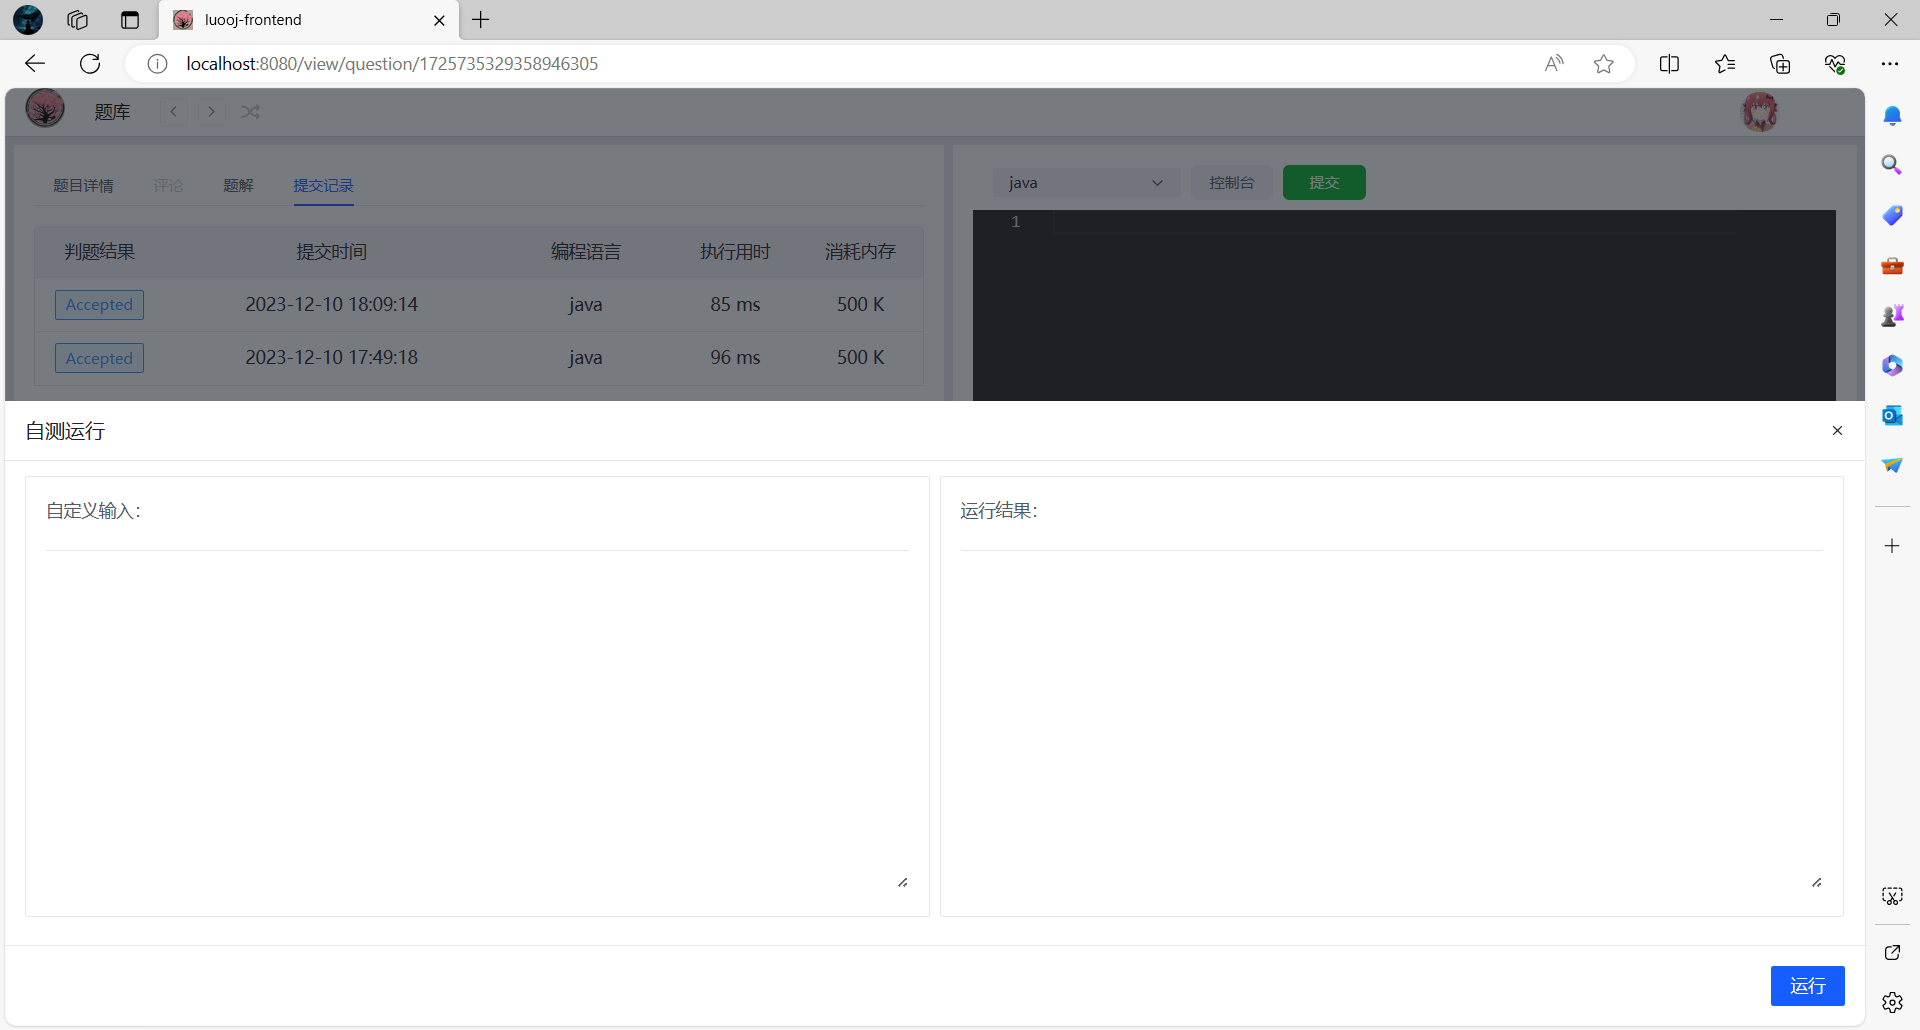 luooj-frontend
localhost:8080/view/question/1725735329358946305
题库
题目详情 评论 题解 提交记录
java 控制台 提交
1
判题结果 提交时间 编程语言 执行用时 消耗内存
Accepted 2023-12-10 18:09:14 java 85 ms 500 K
Accepted 2023-12-10 17:49:18 java 96 ms 500 K
自测运行
自定义输入：
运行结果：
运行